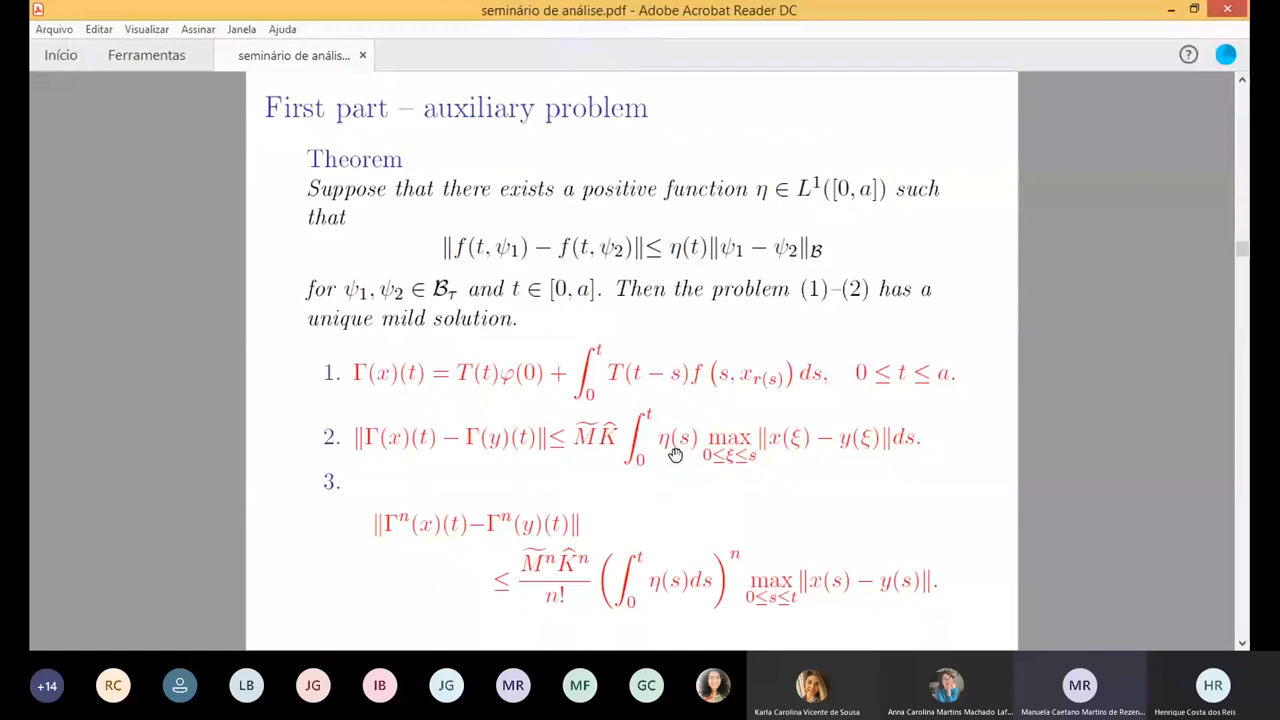 seminário de análise.pdf - Adobe Acrobat Reader DC
Arquivo Editar Visualizar Assinar Janela Ajuda
Início Ferramentas seminário de anális... ×
First part – auxiliary problem
Theorem
Suppose that there exists a positive function η ∈ L¹([0, a]) such
that
‖f(t, ψ₁) − f(t, ψ₂)‖ ≤ η(t)‖ψ₁ − ψ₂‖_𝓑
for ψ₁, ψ₂ ∈ 𝓑_τ and t ∈ [0, a]. Then the problem (1)–(2) has a
unique mild solution.
1. Γ(x)(t) = T(t)φ(0) + ∫₀ᵗ T(t − s)f(s, x_{r(s)}) ds, 0 ≤ t ≤ a.
2. ‖Γ(x)(t) − Γ(y)(t)‖ ≤ M̃K̂ ∫₀ᵗ η(s) max_{0≤ξ≤s} ‖x(ξ) − y(ξ)‖ds.
3.
‖Γⁿ(x)(t)−Γⁿ(y)(t)‖
≤ M̃ⁿK̂ⁿ/n! (∫₀ᵗ η(s)ds)ⁿ max_{0≤s≤t} ‖x(s) − y(s)‖.
+14 RC LB JG IB JG MR MF GC MR HR
Karla Carolina Vicente de Sousa Anna Carolina Martins Machado Laf... Manuela Caetano Martins de Rezen... Henrique Costa dos Reis